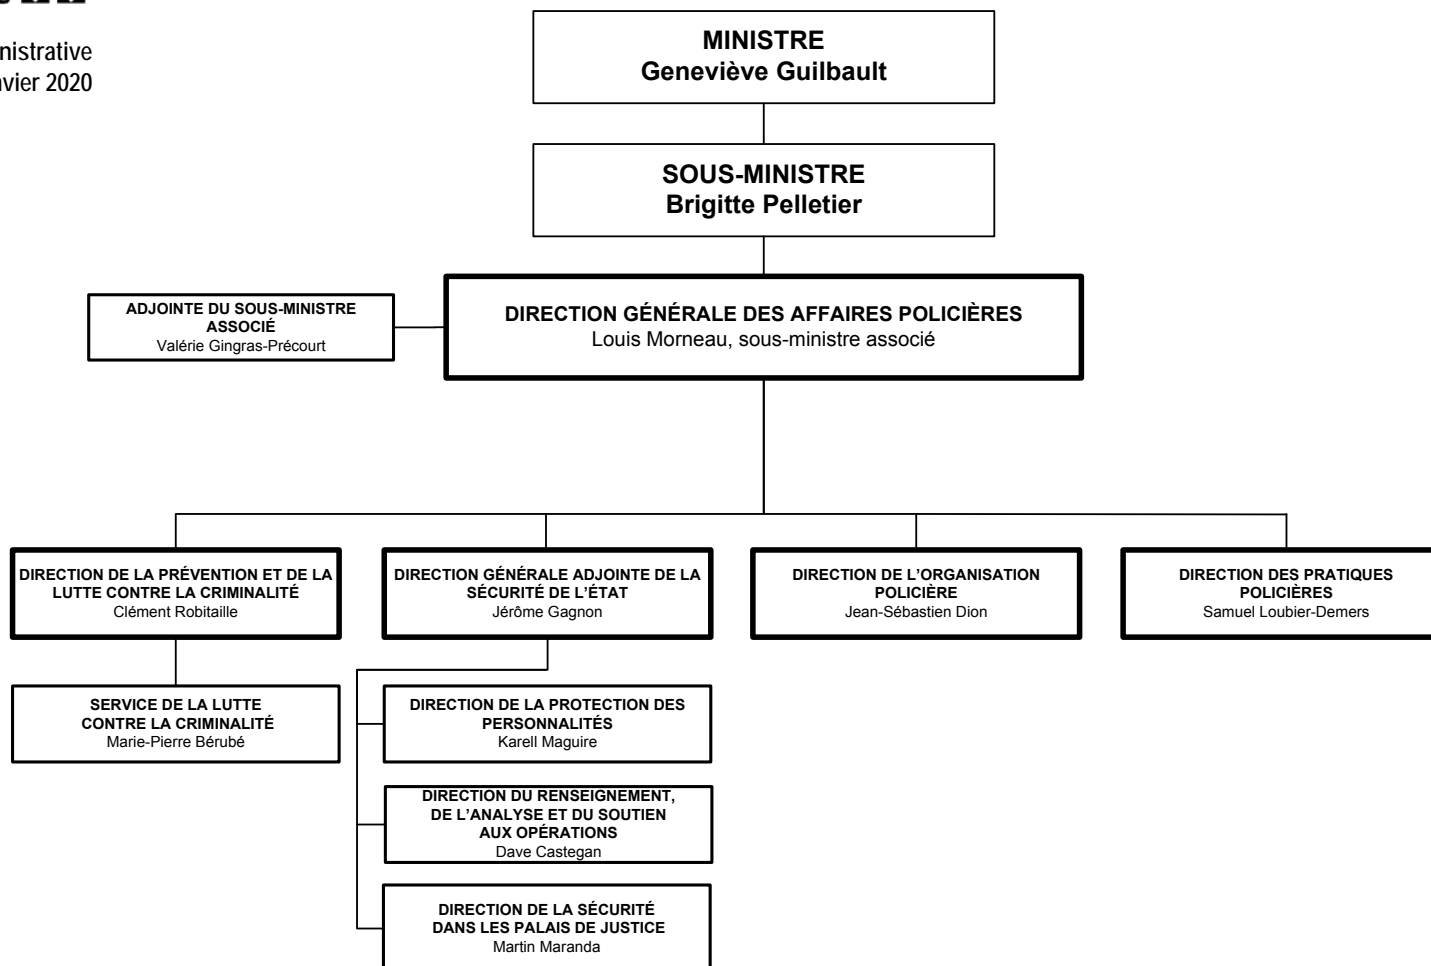 MINISTRE
Geneviève Guilbault
SOUS-MINISTRE
Brigitte Pelletier
ADJOINTE DU SOUS-MINISTRE
ASSOCIÉ
Valérie Gingras-Précourt
DIRECTION GÉNÉRALE DES AFFAIRES POLICIÈRES
Louis Morneau, sous-ministre associé
DIRECTION DE LA PRÉVENTION ET DE LA
LUTTE CONTRE LA CRIMINALITÉ
Clément Robitaille
DIRECTION GÉNÉRALE ADJOINTE DE LA
SÉCURITÉ DE L'ÉTAT
Jérôme Gagnon
DIRECTION DE L'ORGANISATION
POLICIÈRE
Jean-Sébastien Dion
DIRECTION DES PRATIQUES
POLICIÈRES
Samuel Loubier-Demers
SERVICE DE LA LUTTE
CONTRE LA CRIMINALITÉ
Marie-Pierre Bérubé
DIRECTION DE LA PROTECTION DES
PERSONNALITÉS
Karell Maguire
DIRECTION DU RENSEIGNEMENT,
DE L'ANALYSE ET DU SOUTIEN
AUX OPÉRATIONS
Dave Castegan
DIRECTION DE LA SÉCURITÉ
DANS LES PALAIS DE JUSTICE
Martin Maranda
nistrative
nvier 2020